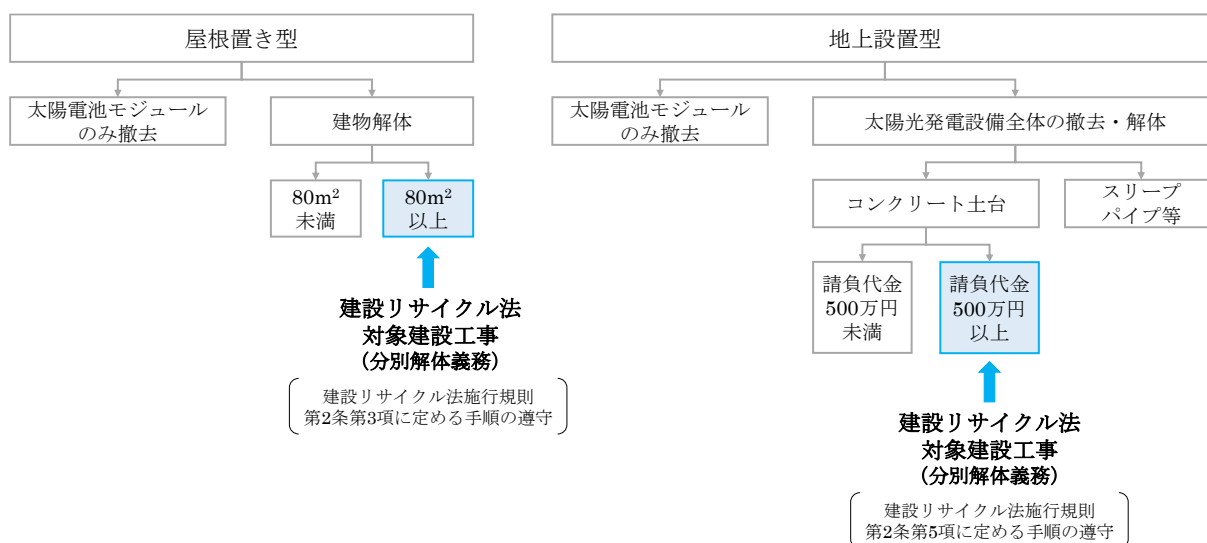 屋根置き型
太陽電池モジュール
のみ撤去
建物解体
80m²
未満
80m²
以上
建設リサイクル法
対象建設工事
（分別解体義務）
建設リサイクル法施行規則
第2条第3項に定める手順の遵守
地上設置型
太陽電池モジュール
のみ撤去
太陽光発電設備全体の撤去・解体
コンクリート土台
スリーブ
パイプ等
請負代金
500万円
未満
請負代金
500万円
以上
建設リサイクル法
対象建設工事
（分別解体義務）
建設リサイクル法施行規則
第2条第5項に定める手順の遵守